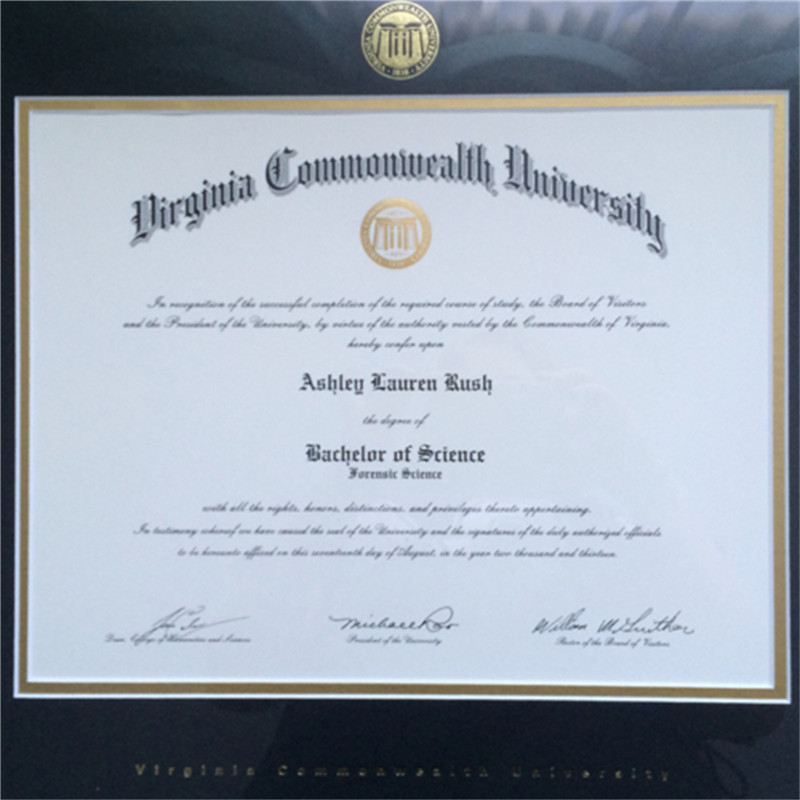 VIRGINIA COMMONWEALTH UNIVERSITY
1838
Virginia Commonwealth University
In recognition of the successful completion of the required course of study, the Board of Visitors
and the President of the University, by virtue of the authority vested by the Commonwealth of Virginia,
hereby confer upon
Ashley Lauren Rush
the degree of
Bachelor of Science
Forensic Science
with all the rights, honors, distinctions, and privileges thereto appertaining.
In testimony whereof we have caused the seal of the University and the signatures of the duly authorized officials
to be hereunto affixed on this seventeenth day of August, in the year two thousand and thirteen.
Michael Rao
Dean, College of Humanities and Sciences
President of the University
Rector of the Board of Visitors
Virginia Commonwealth University